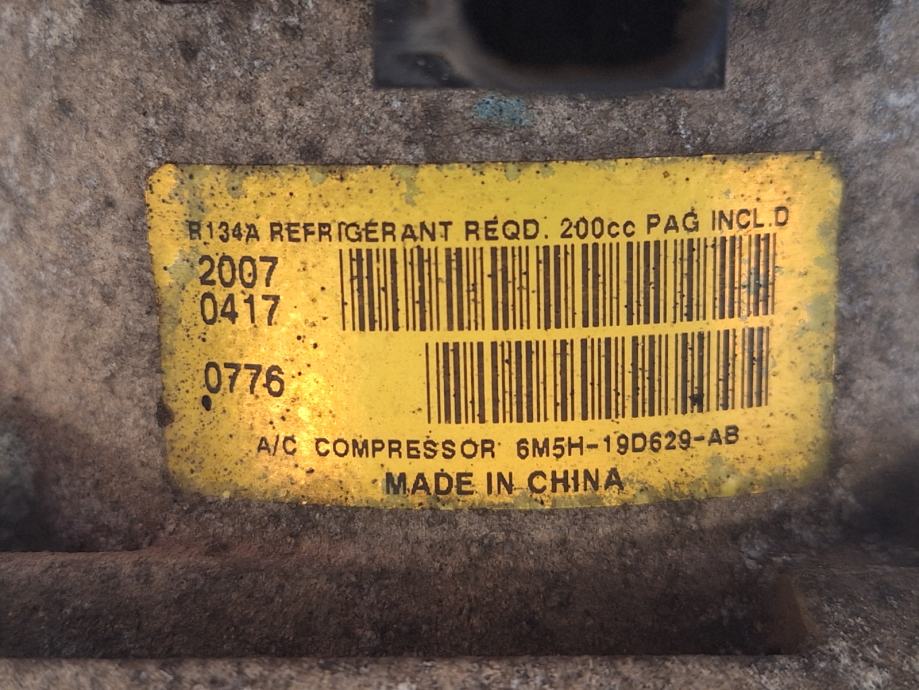 R134A REFRIGERANT REQD. 200cc PAG INCL.D
2007
0417
0776
A/C COMPRESSOR 6M5H-19D629-AB
MADE IN CHINA